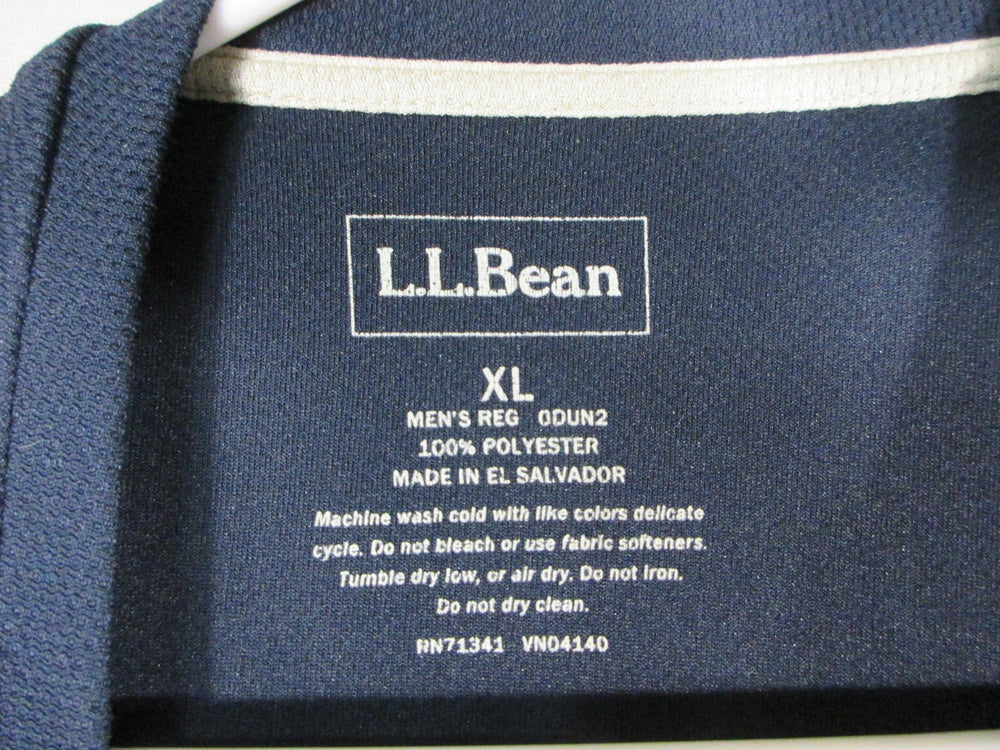 L.L.Bean
XL
MEN'S REG 0DUN2
100% POLYESTER
MADE IN EL SALVADOR
Machine wash cold with like colors delicate
cycle. Do not bleach or use fabric softeners.
Tumble dry low, or air dry. Do not iron.
Do not dry clean.
RN71341 VN04140